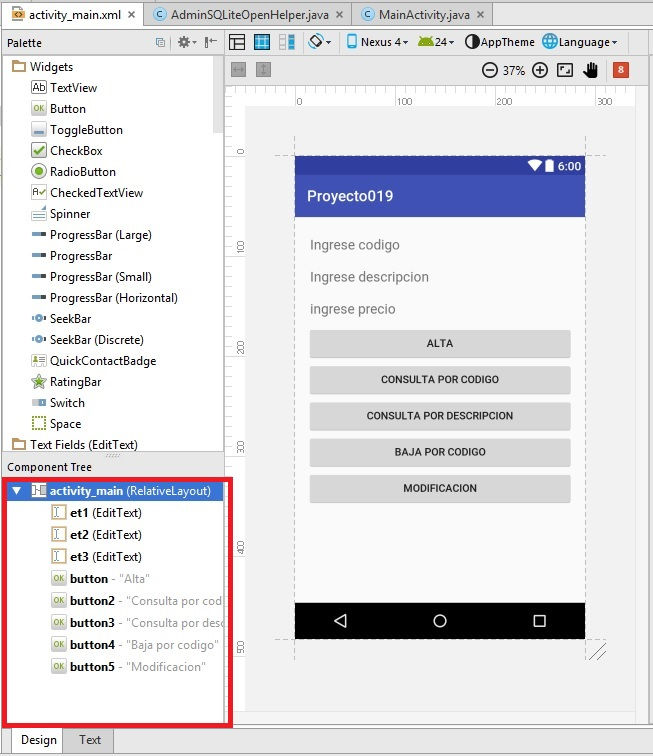 activity_main.xml × AdminSQLiteOpenHelper.java × MainActivity.java ×
Palette
Nexus 4 24 AppTheme Language
37% 8
Widgets
Ab TextView
OK Button
ToggleButton
CheckBox
RadioButton
CheckedTextView
Spinner
ProgressBar (Large)
ProgressBar
ProgressBar (Small)
ProgressBar (Horizontal)
SeekBar
SeekBar (Discrete)
QuickContactBadge
RatingBar
Switch
Space
Text Fields (EditText)
Component Tree
activity_main (RelativeLayout)
et1 (EditText)
et2 (EditText)
et3 (EditText)
OK button - "Alta"
OK button2 - "Consulta por cod
OK button3 - "Consulta por desc
OK button4 - "Baja por codigo"
OK button5 - "Modificacion"
Design Text
0 100 200 300
0
100
200
300
400
500
6:00
Proyecto019
Ingrese codigo
Ingrese descripcion
ingrese precio
ALTA
CONSULTA POR CODIGO
CONSULTA POR DESCRIPCION
BAJA POR CODIGO
MODIFICACION